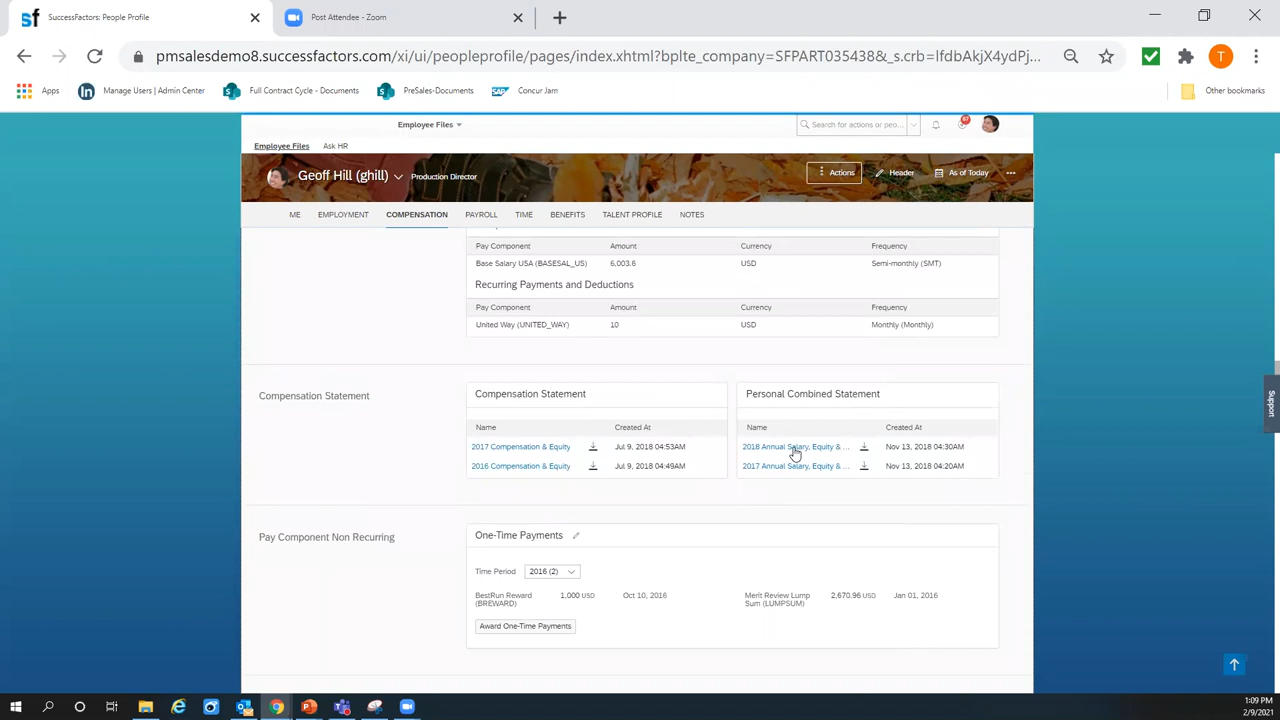 SuccessFactors: People Profile
Post Attendee - Zoom
pmsalesdemo8.successfactors.com/xi/ui/peopleprofile/pages/index.xhtml?bplte_company=SFPART035438&_s.crb=lfdbAkjX4ydPj...
Apps
Manage Users | Admin Center
Full Contract Cycle - Documents
PreSales-Documents
Concur Jam
Other bookmarks
Employee Files
Search for actions or peo...
67
Employee Files
Ask HR
Geoff Hill (ghill)
Production Director
Actions
Header
As of Today
ME EMPLOYMENT COMPENSATION PAYROLL TIME BENEFITS TALENT PROFILE NOTES
Pay Component Amount Currency Frequency
Base Salary USA (BASESAL_US) 6,003.6 USD Semi-monthly (SMT)
Recurring Payments and Deductions
Pay Component Amount Currency Frequency
United Way (UNITED_WAY) 10 USD Monthly (Monthly)
Compensation Statement
Compensation Statement
Name Created At
2017 Compensation & Equity Jul 9, 2018 04:53AM
2016 Compensation & Equity Jul 9, 2018 04:49AM
Personal Combined Statement
Name Created At
2018 Annual Salary, Equity & ... Nov 13, 2018 04:30AM
2017 Annual Salary, Equity & ... Nov 13, 2018 04:20AM
Support
Pay Component Non Recurring
One-Time Payments
Time Period 2016 (2)
BestRun Reward (BREWARD) 1,000 USD Oct 10, 2016
Merit Review Lump Sum (LUMPSUM) 2,670.96 USD Jan 01, 2016
Award One-Time Payments
1:09 PM
2/9/2021